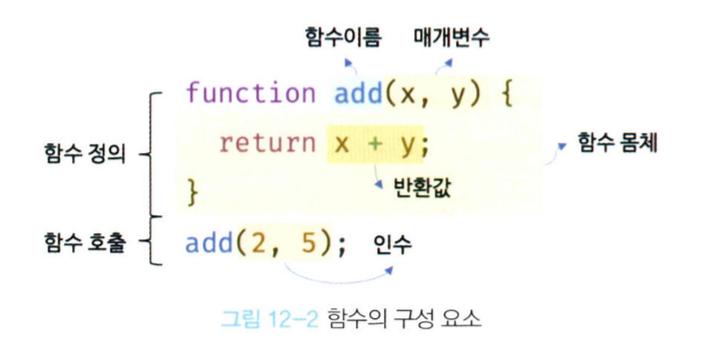 함수이름 매개변수
function add(x, y) {
함수 정의
return x + y;
함수 몸체
반환값
}
함수 호출
add(2, 5);
인수
그림 12-2 함수의 구성 요소